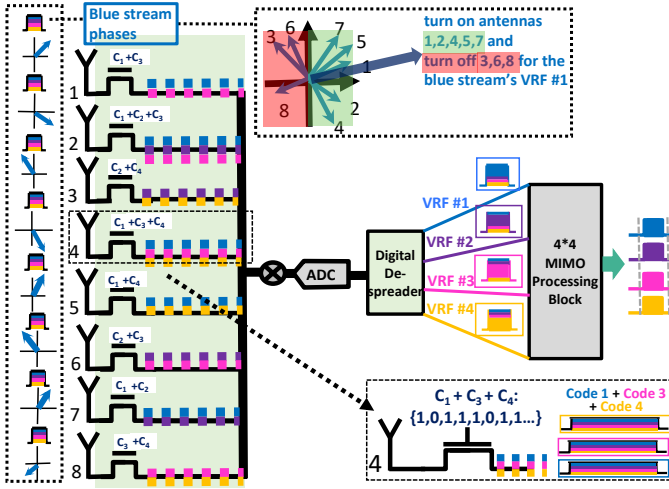 Blue stream
phases
3
6
7
5
1
8
2
4
turn on antennas
1,2,4,5,7 and
turn off 3,6,8 for the
blue stream's VRF #1
1
C1 +C3
2
C1 +C2 +C3
3
C2 +C4
4
C1 +C3 +C4
5
C1 +C4
6
C2 +C3
7
C1 +C2
8
C3 +C4
ADC
Digital
De-
spreader
VRF #1
VRF #2
VRF #3
VRF #4
4*4
MIMO
Processing
Block
C1 + C3 + C4:
{1,0,1,1,1,0,1,1...}
4
Code 1 + Code 3
+ Code 4